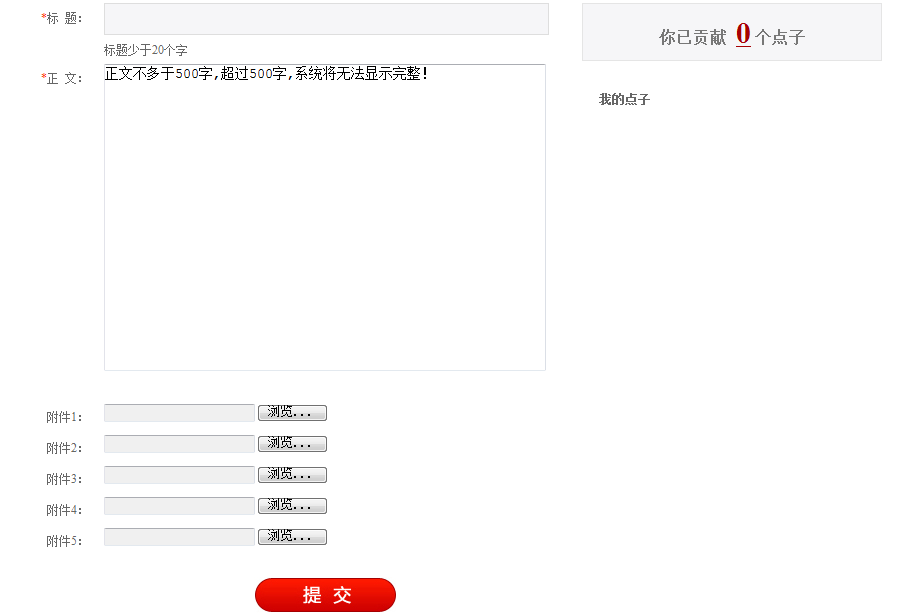 *标 题:
标题少于20个字
*正 文:
正文不多于500字,超过500字,系统将无法显示完整!
附件1: 浏览...
附件2: 浏览...
附件3: 浏览...
附件4: 浏览...
附件5: 浏览...
提 交
你已贡献 0 个点子
我的点子